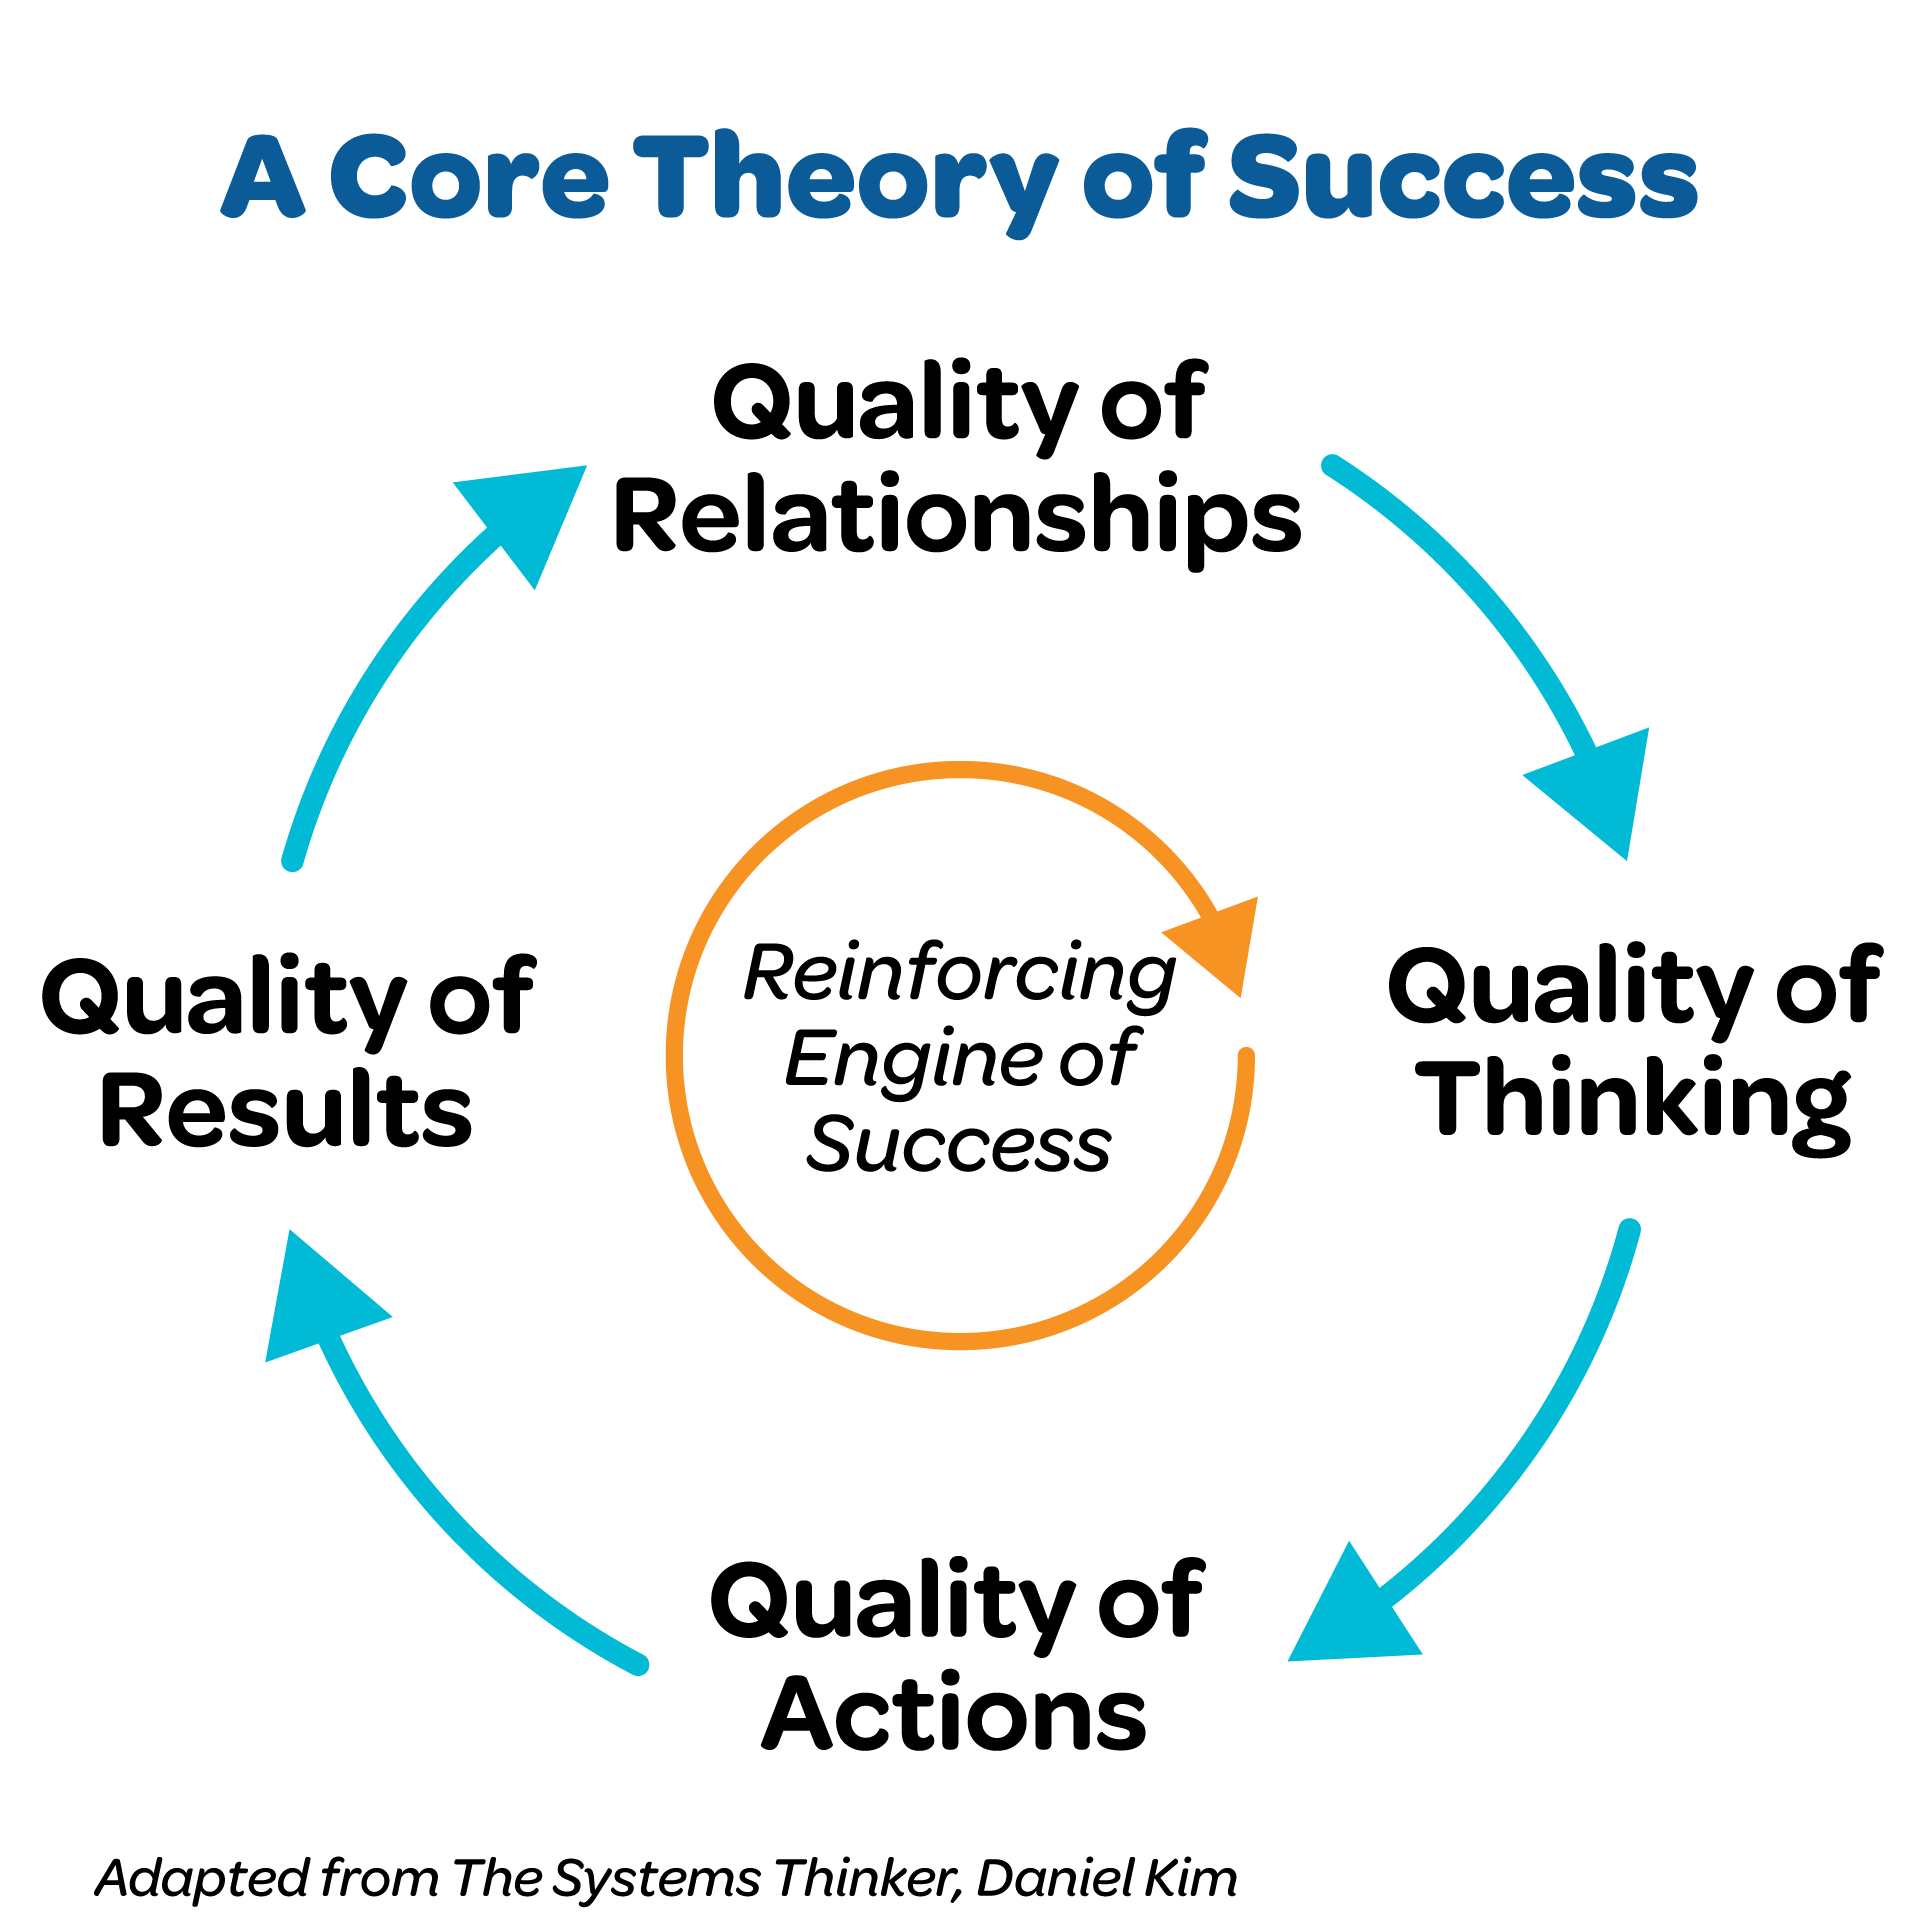 A Core Theory of Success
Quality of
Relationships
Quality of
Results
Reinforcing
Engine of
Success
Quality of
Thinking
Quality of
Actions
Adapted from The Systems Thinker, Daniel Kim